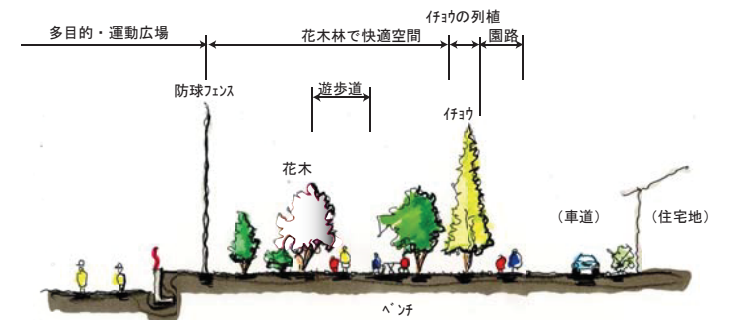 イチョウの列植
多目的・運動広場
花木林で快適空間
園路
防球フェンス
遊歩道
イチョウ
花木
（車道）
（住宅地）
ベンチ